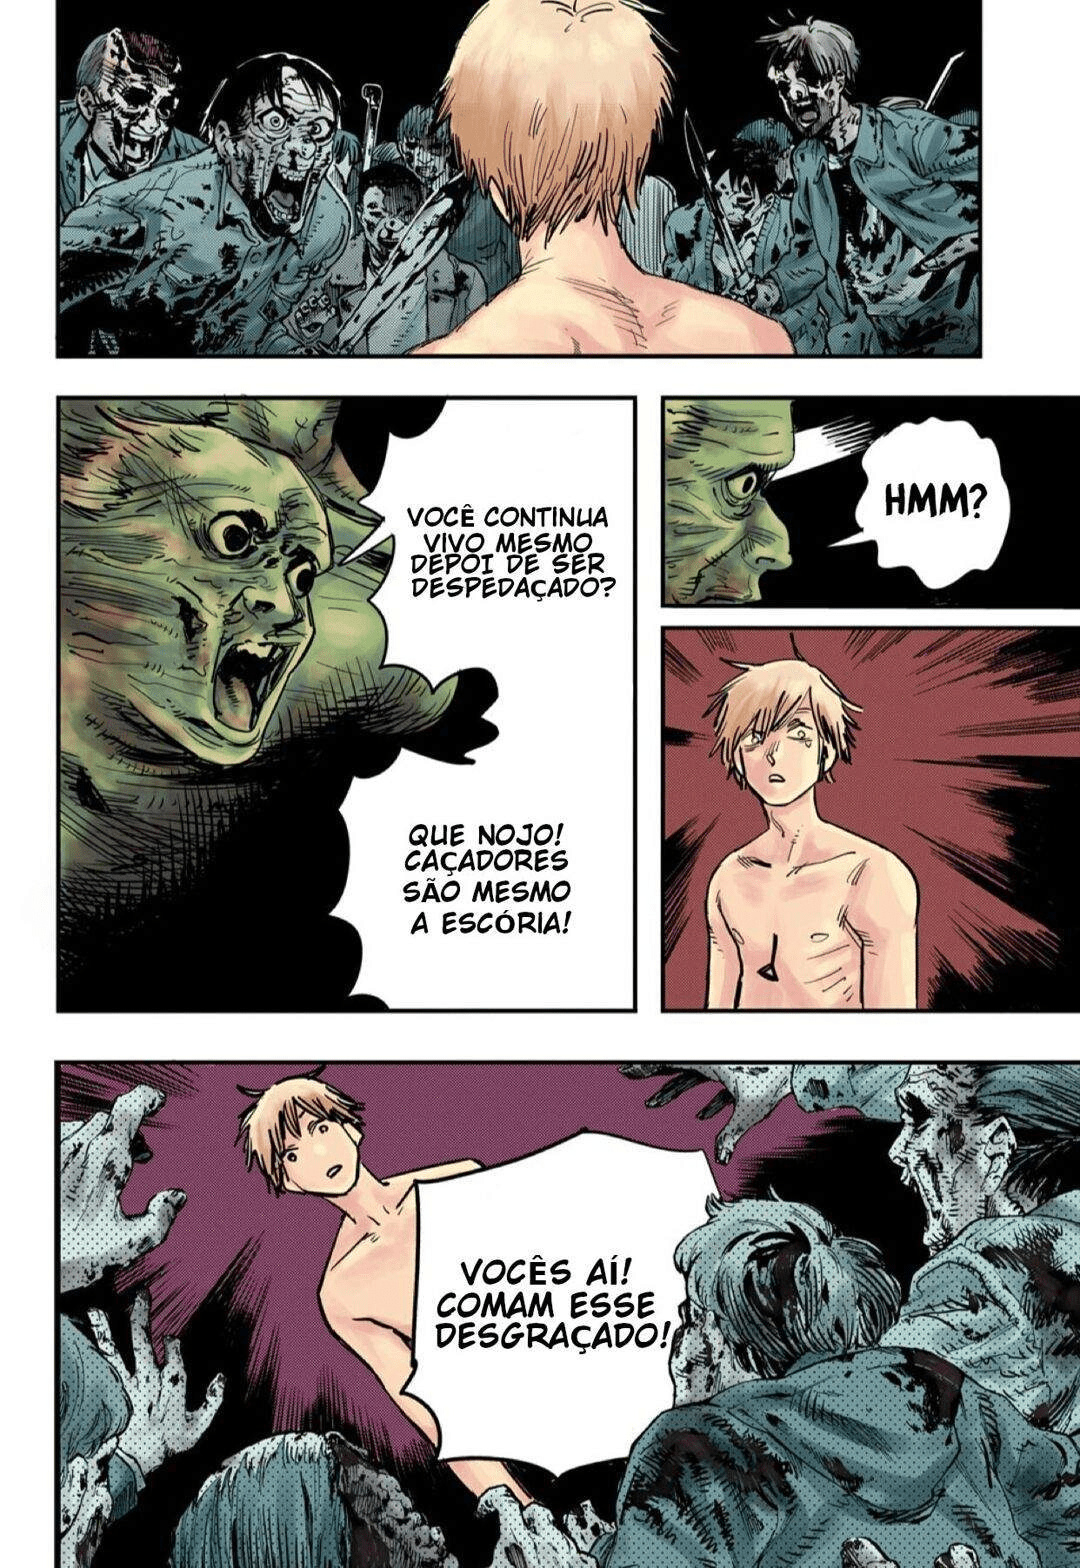 HMM?
VOCÊ CONTINUA
VIVO MESMO
DEPOI DE SER
DESPEDAÇADO?
QUE NOJO!
CAÇADORES
SÃO MESMO
A ESCÓRIA!
VOCÊS AÍ!
COMAM ESSE
DESGRAÇADO!